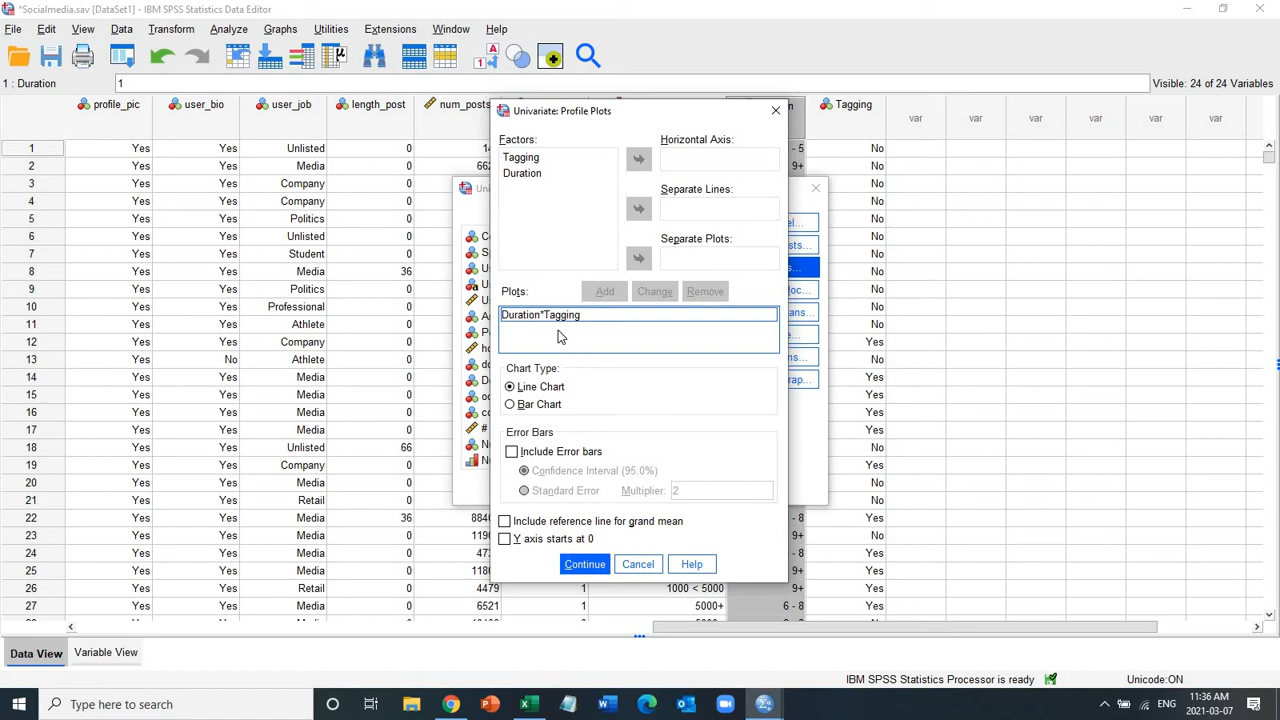 *Socialmedia.sav [DataSet1] - IBM SPSS Statistics Data Editor
File Edit View Data Transform Analyze Graphs Utilities Extensions Window Help
1 : Duration 1 Visible: 24 of 24 Variables
profile_pic user_bio user_job length_post num_posts Tagging var var var var var
1 Yes Yes Unlisted 0 - 5 No
2 Yes Yes Media 0 662 9+ No
3 Yes Yes Company 0 No
4 Yes Yes Company 0 No
5 Yes Yes Politics 0 No
6 Yes Yes Unlisted 0 No
7 Yes Yes Student 0 No
8 Yes Yes Media 36 No
9 Yes Yes Politics 0 No
10 Yes Yes Professional 0 No
11 Yes Yes Athlete 0 No
12 Yes Yes Media 0 No
13 Yes No Athlete 0 No
14 Yes Yes Media 0 Yes
15 Yes Yes Media 0 Yes
16 Yes Yes Media 0 No
17 Yes Yes Media 0 Yes
18 Yes Yes Unlisted 66 No
19 Yes Yes Company 0 Yes
20 Yes Yes Media 0 Yes
21 Yes Yes Retail 0 No
22 Yes Yes Media 36 8840 - 8 Yes
23 Yes Yes Media 0 1190 9+ No
24 Yes Yes Media 0 473 Yes
25 Yes Yes Media 0 1180 9+ Yes
26 Yes Yes Retail 0 4479 1 1000 < 5000 9+ No
27 Yes Yes Media 0 6521 1 5000+ 6 - 8 Yes
Univariate: Profile Plots
Factors:
Tagging
Duration
Horizontal Axis:
Separate Lines:
Separate Plots:
Plots: Add Change Remove
Duration*Tagging
Chart Type:
Line Chart
Bar Chart
Error Bars
Include Error bars
Confidence Interval (95.0%)
Standard Error Multiplier: 2
Include reference line for grand mean
Y axis starts at 0
Continue Cancel Help
Data View Variable View
IBM SPSS Statistics Processor is ready Unicode:ON
Type here to search
ENG 11:36 AM
2021-03-07